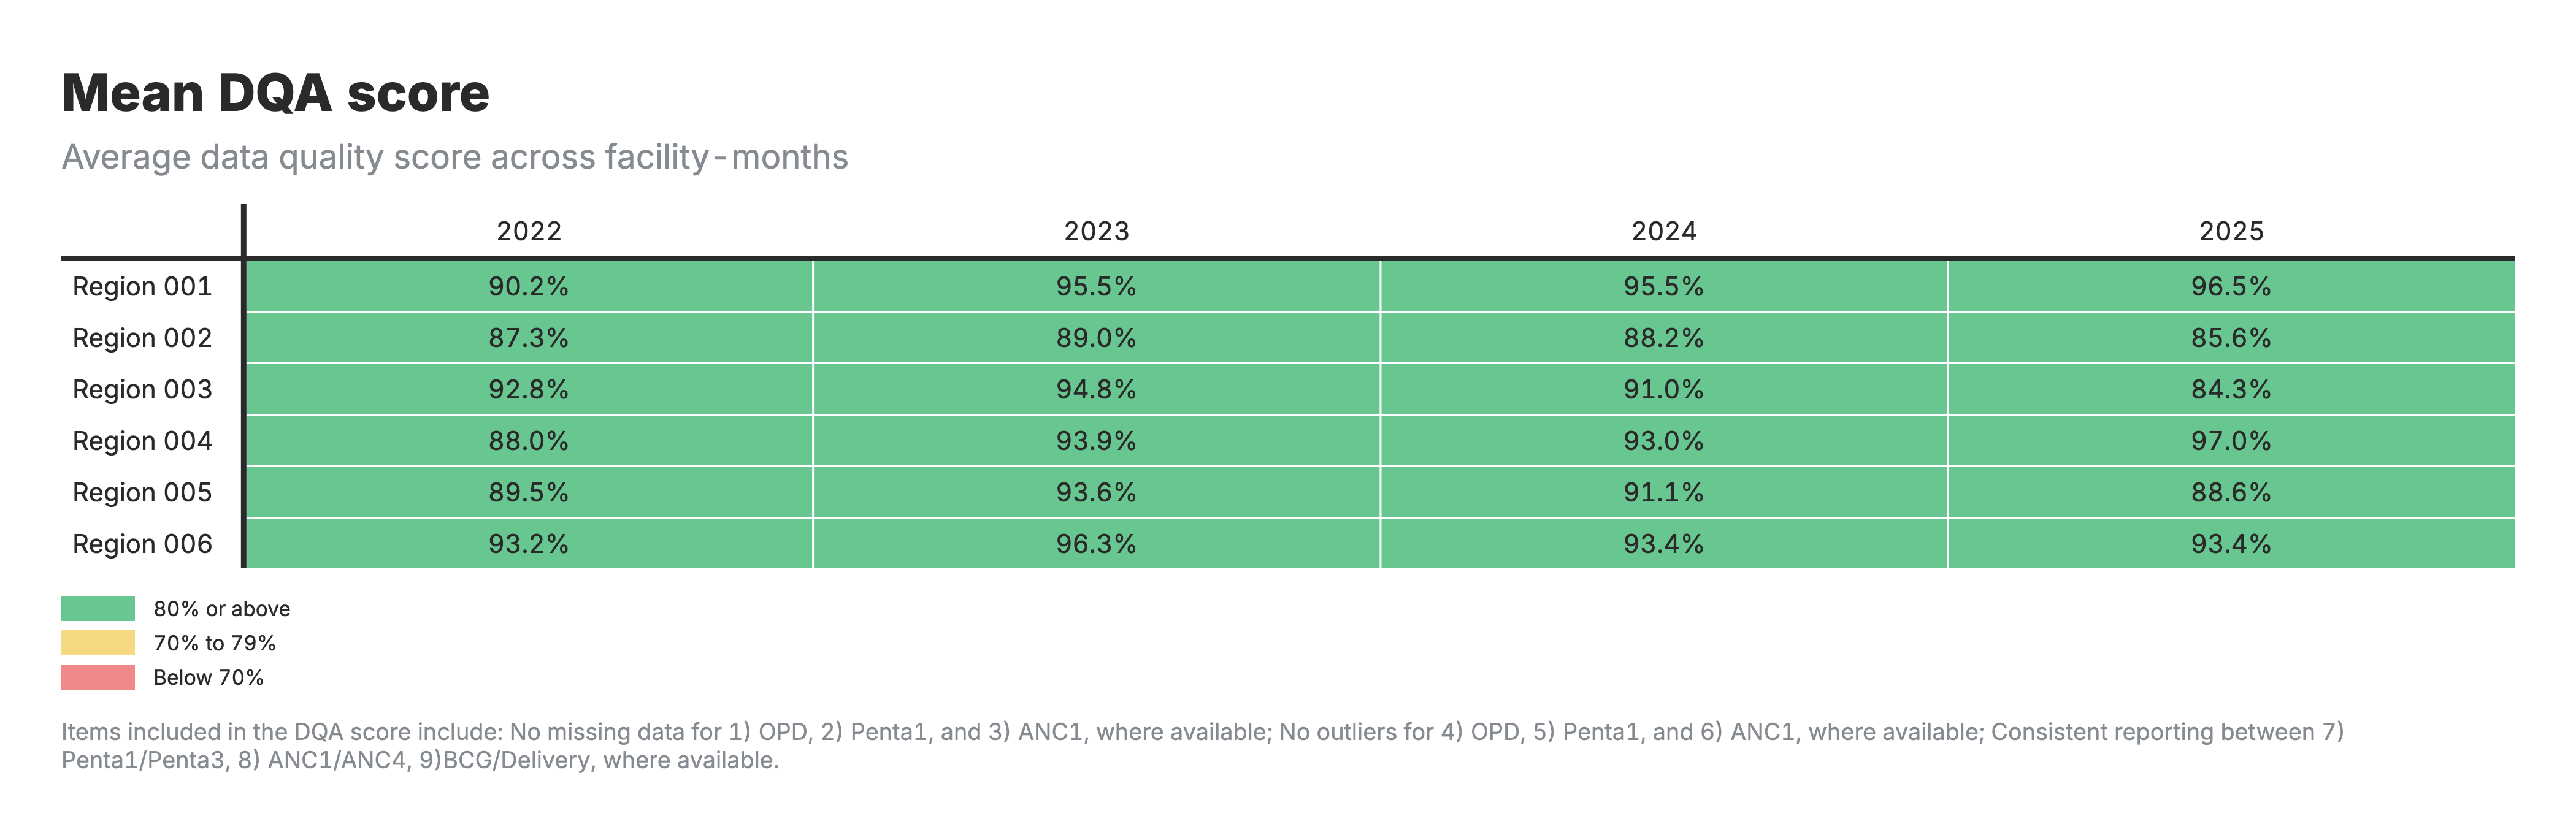 Mean DQA score
Average data quality score across facility-months
2022 2023 2024 2025
Region 001 90.2% 95.5% 95.5% 96.5%
Region 002 87.3% 89.0% 88.2% 85.6%
Region 003 92.8% 94.8% 91.0% 84.3%
Region 004 88.0% 93.9% 93.0% 97.0%
Region 005 89.5% 93.6% 91.1% 88.6%
Region 006 93.2% 96.3% 93.4% 93.4%
80% or above
70% to 79%
Below 70%
Items included in the DQA score include: No missing data for 1) OPD, 2) Penta1, and 3) ANC1, where available; No outliers for 4) OPD, 5) Penta1, and 6) ANC1, where available; Consistent reporting between 7)
Penta1/Penta3, 8) ANC1/ANC4, 9)BCG/Delivery, where available.